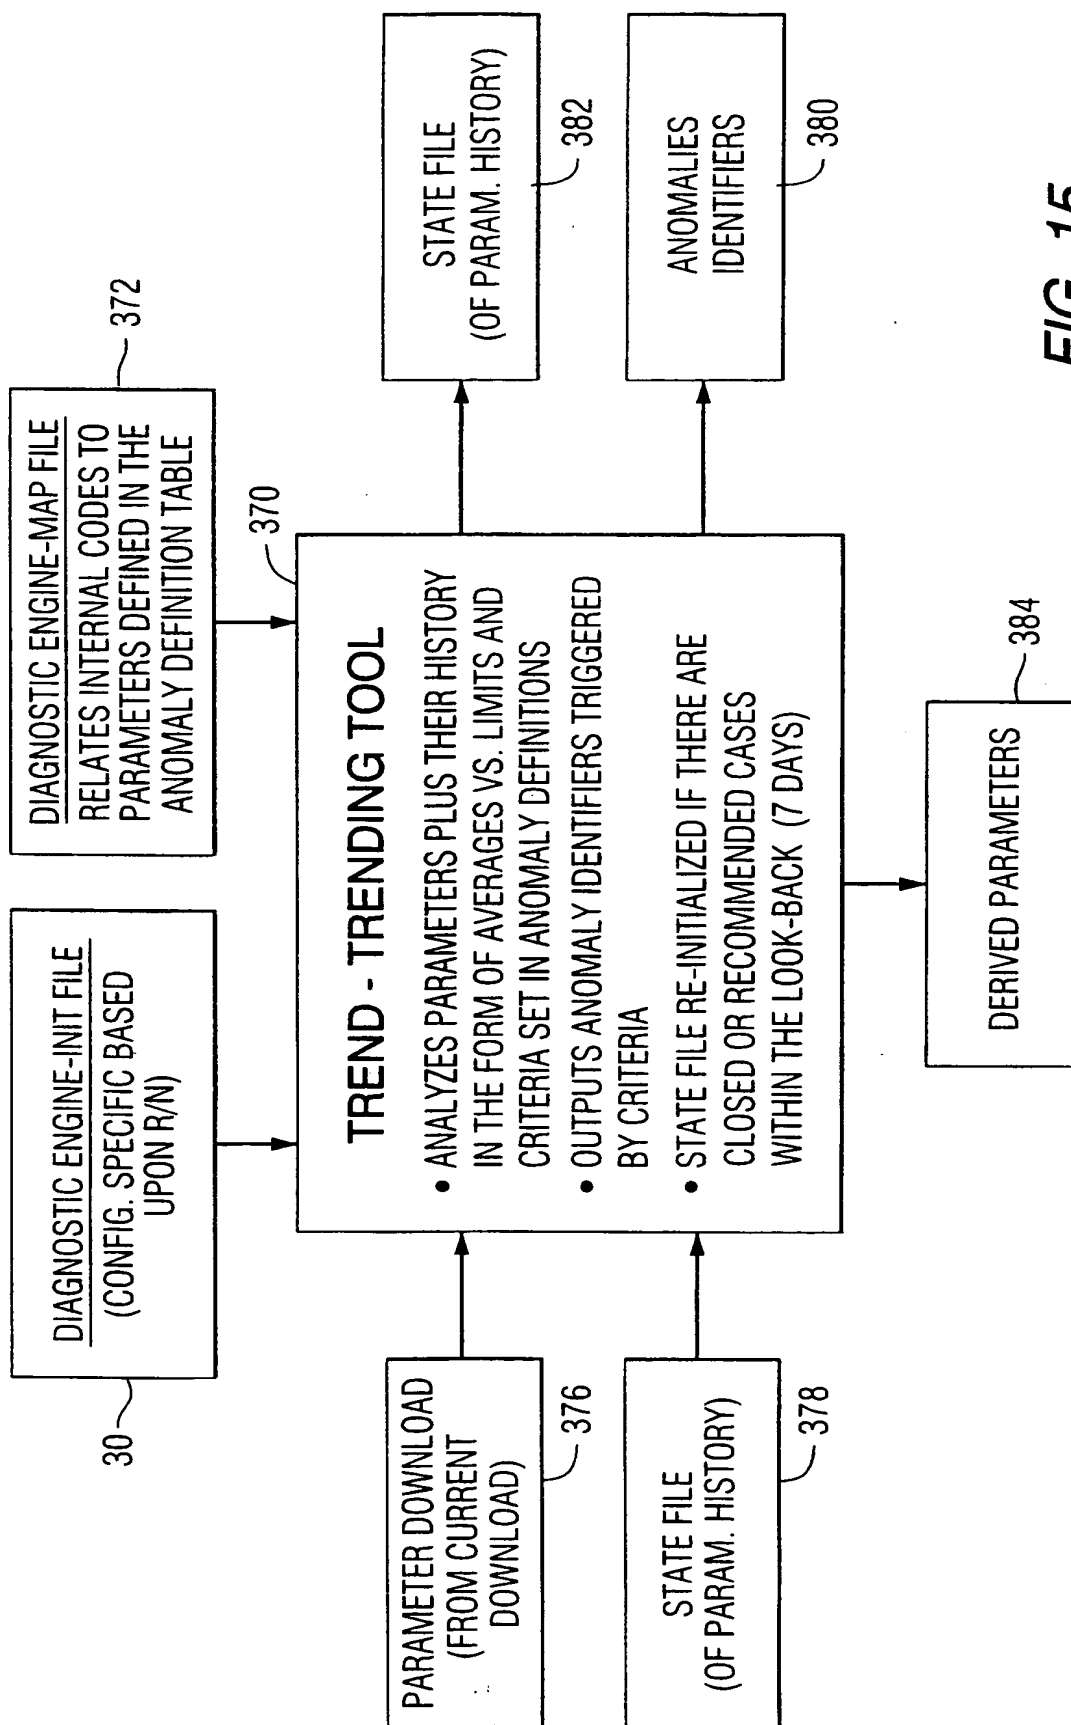 DIAGNOSTIC ENGINE-INIT FILE
(CONFIG. SPECIFIC BASED
UPON R/N)
30
DIAGNOSTIC ENGINE-MAP FILE
RELATES INTERNAL CODES TO
PARAMETERS DEFINED IN THE
ANOMALY DEFINITION TABLE
372
370
PARAMETER DOWNLOAD
(FROM CURRENT
DOWNLOAD)
376
STATE FILE
(OF PARAM. HISTORY)
378
TREND - TRENDING TOOL
• ANALYZES PARAMETERS PLUS THEIR HISTORY
IN THE FORM OF AVERAGES VS. LIMITS AND
CRITERIA SET IN ANOMALY DEFINITIONS
• OUTPUTS ANOMALY IDENTIFIERS TRIGGERED
BY CRITERIA
• STATE FILE RE-INITIALIZED IF THERE ARE
CLOSED OR RECOMMENDED CASES
WITHIN THE LOOK-BACK (7 DAYS)
STATE FILE
(OF PARAM. HISTORY)
382
ANOMALIES
IDENTIFIERS
380
DERIVED PARAMETERS
384
FIG. 15